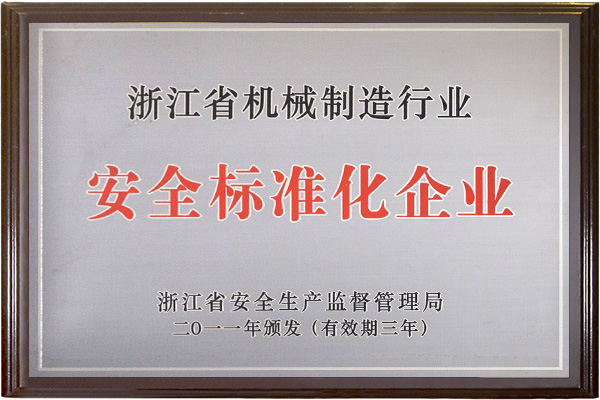 浙江省机械制造行业
安全标准化企业
浙江省安全生产监督管理局
二0一一年颁发（有效期三年）